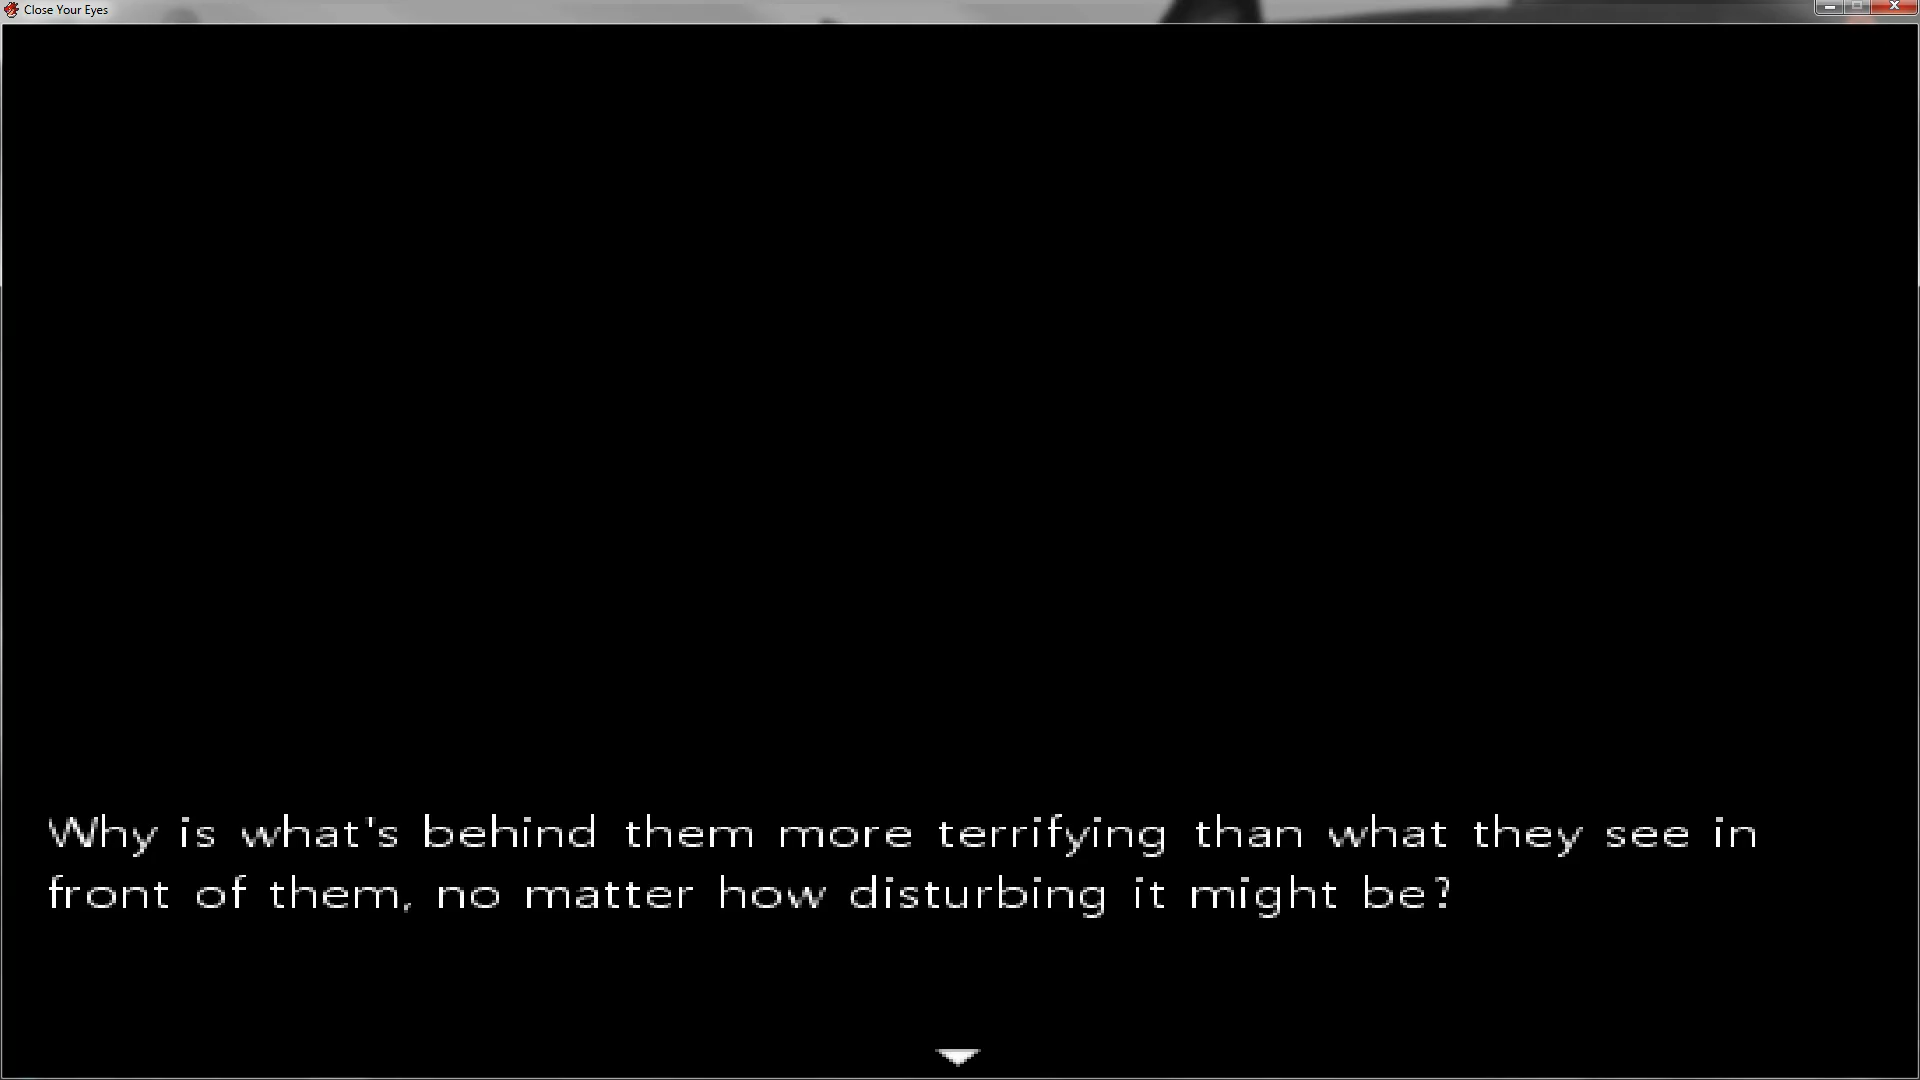 Close Your Eyes
Why is what's behind them more terrifying than what they see in
front of them, no matter how disturbing it might be?